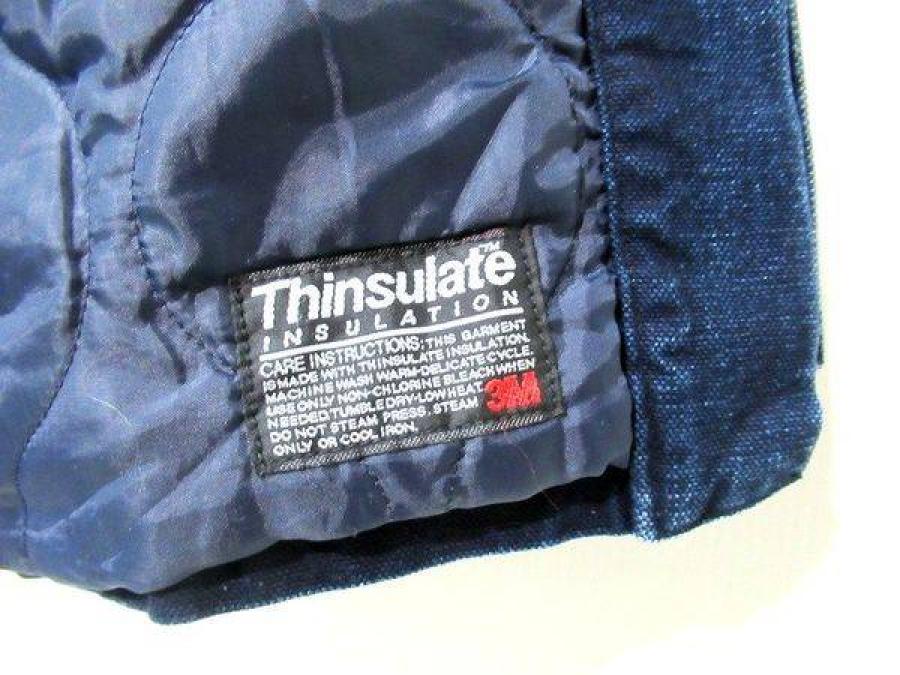 Thinsulate™
INSULATION
CARE INSTRUCTIONS: THIS GARMENT
IS MADE WITH THINSULATE INSULATION.
MACHINE WASH WARM-DELICATE CYCLE.
USE ONLY NON-CHLORINE BLEACH WHEN
NEEDED. TUMBLE DRY-LOW HEAT.
DO NOT STEAM PRESS. STEAM
ONLY OR COOL IRON.
3M